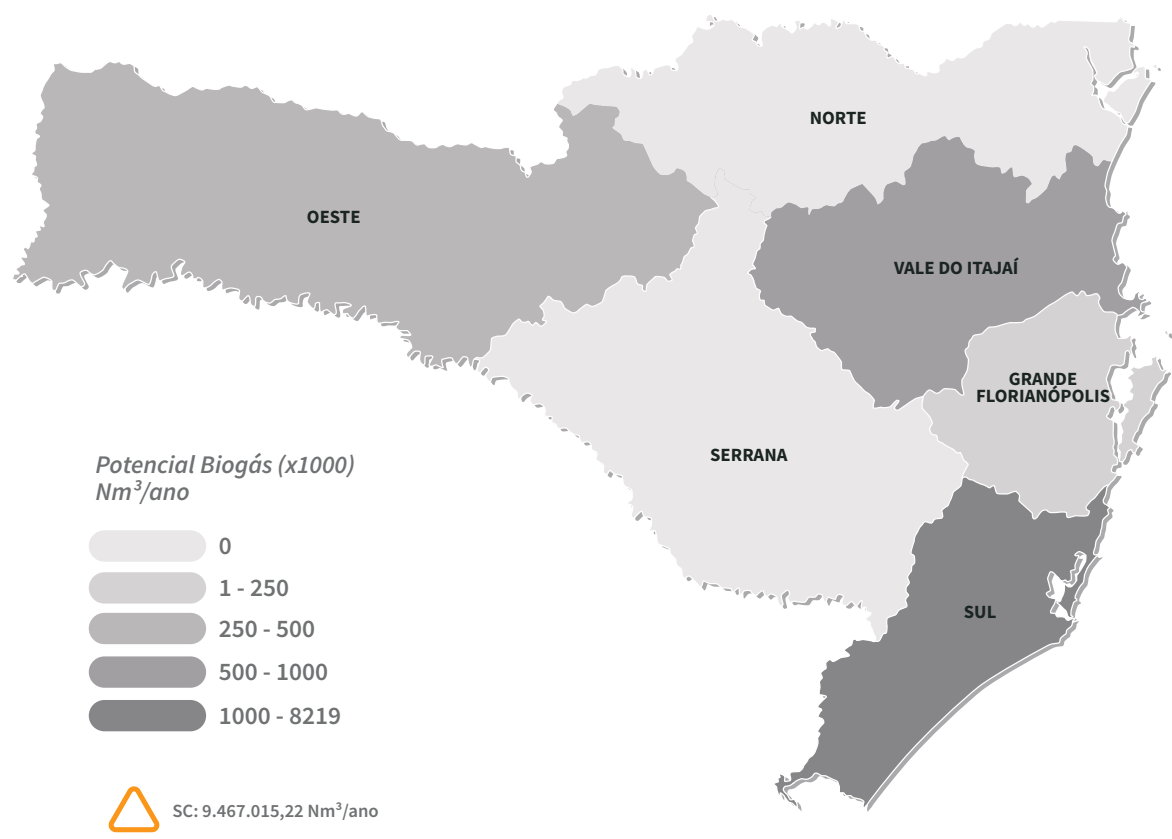 NORTE
OESTE
VALE DO ITAJAÍ
GRANDE
FLORIANÓPOLIS
SERRANA
SUL
Potencial Biogás (x1000)
Nm³/ano
0
1 - 250
250 - 500
500 - 1000
1000 - 8219
SC: 9.467.015,22 Nm³/ano